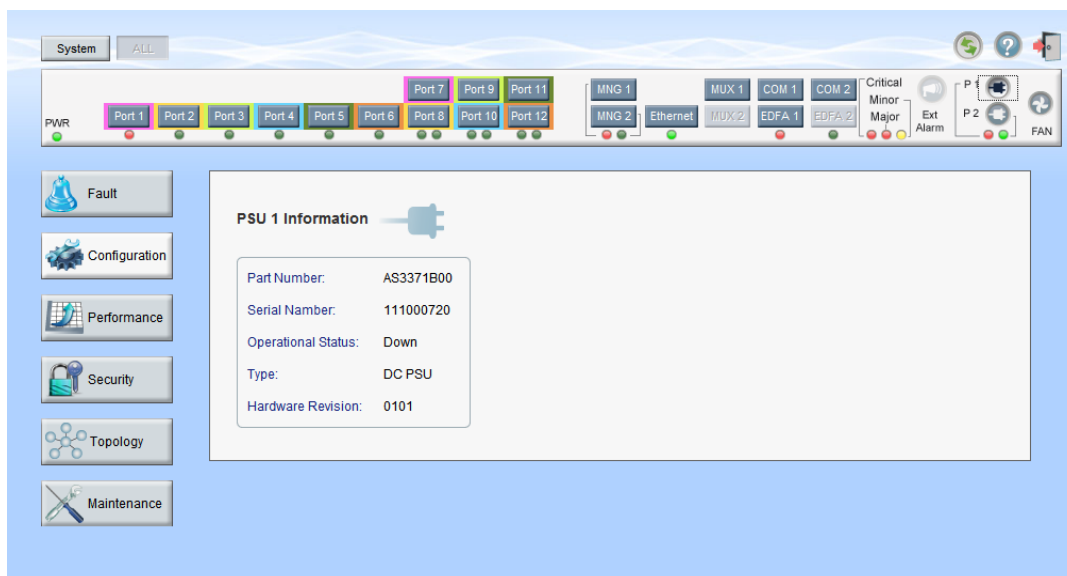 System ALL
Port 7 Port 9 Port 11 MNG 1 MUX 1 COM 1 COM 2 Critical P 1
Minor
PWR Port 1 Port 2 Port 3 Port 4 Port 5 Port 6 Port 8 Port 10 Port 12 MNG 2 Ethernet MUX 2 EDFA 1 EDFA 2 Major Ext P 2
Alarm FAN
Fault
PSU 1 Information
Configuration
Part Number: AS3371B00
Serial Namber: 111000720
Performance
Operational Status: Down
Type: DC PSU
Security
Hardware Revision: 0101
Topology
Maintenance